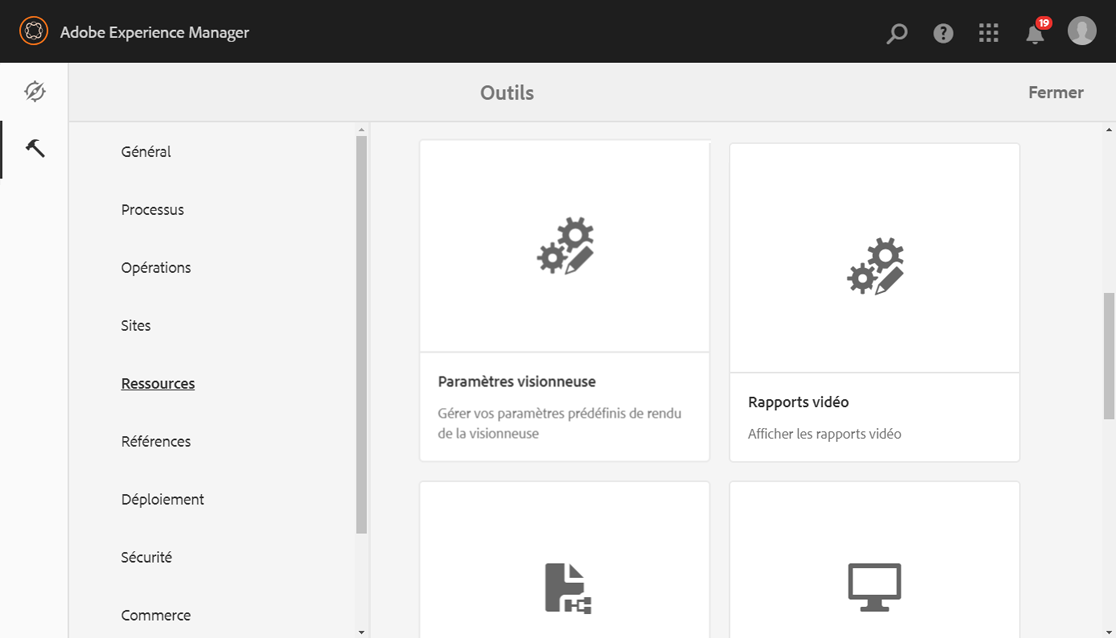 Adobe Experience Manager
19
Outils
Fermer
Général
Processus
Opérations
Sites
Ressources
Références
Déploiement
Sécurité
Commerce
Paramètres visionneuse
Gérer vos paramètres prédéfinis de rendu
de la visionneuse
Rapports vidéo
Afficher les rapports vidéo